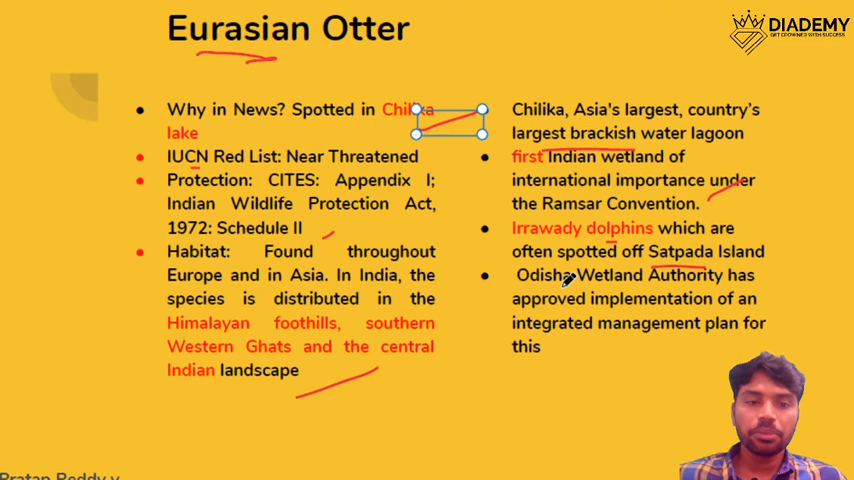 Eurasian Otter
DIADEMY
GET CROWNED WITH SUCCESS
Why in News? Spotted in Chilika
lake
IUCN Red List: Near Threatened
Protection: CITES: Appendix I;
Indian Wildlife Protection Act,
1972: Schedule II
Habitat: Found throughout
Europe and in Asia. In India, the
species is distributed in the
Himalayan foothills, southern
Western Ghats and the central
Indian landscape
Chilika, Asia's largest, country's
largest brackish water lagoon
first Indian wetland of
international importance under
the Ramsar Convention.
Irrawady dolphins which are
often spotted off Satpada Island
Odisha Wetland Authority has
approved implementation of an
integrated management plan for
this
Pratap Reddy